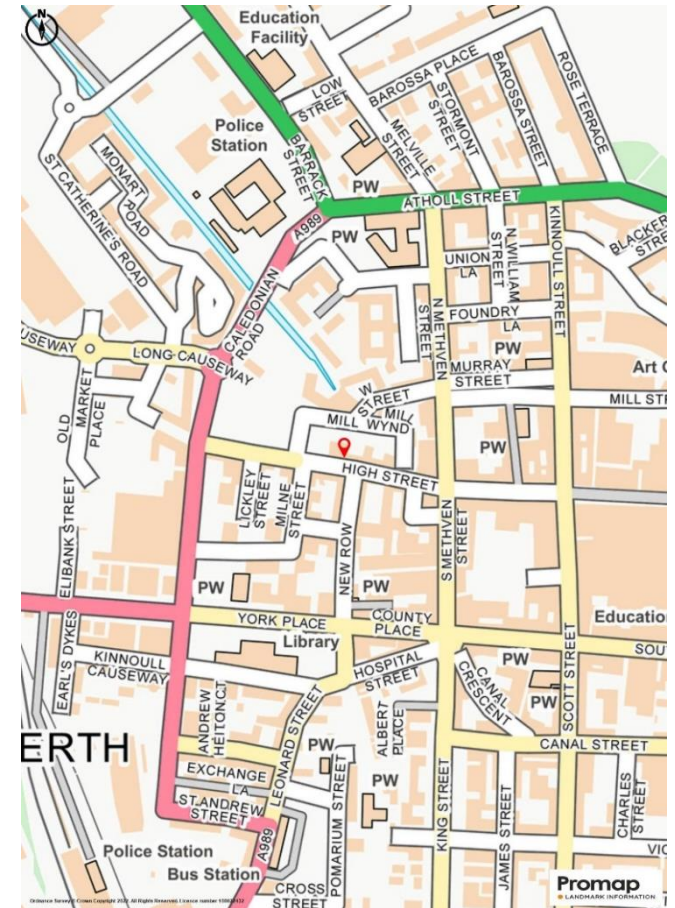 N
Education
Facility
LOW
STREET
BAROSSA PLACE
STORMONT
STREET
BAROSSA STREET
ROSE TERRACE
Police
Station
BARRACK
STREET
MELVILLE
STREET
PW
MONART
ROAD
ST CATHERINE'S ROAD
A989
PW
ATHOLL STREET
UNION
LA
N WILLIAM
STREET
KINNOULL STREET
BLACKER
STRE
CALEDONIAN
ROAD
N METHVEN
STREET
FOUNDRY
LA
USEWAY
LONG CAUSEWAY
MURRAY
STREET
PW
Art G
OLD
MARKET
PLACE
W MILL
STREET
MILL WYND
MILL STR
HIGH STREET
PW
LICKLEY
STREET
MILNE
STREET
NEW ROW
S METHVEN
STREET
ELIBANK STREET
PW
PW
YORK PLACE
COUNTY
PLACE
Educatio
Library
SOU
EARL'S DYKES
KINNOULL
CAUSEWAY
HOSPITAL
STREET
PW
CANAL
CRESCENT
PW
SCOTT STREET
ANDREW
HEITON CT
LEONARD STREET
ALBERT
PLACE
ERTH
PW
CANAL STREET
EXCHANGE
LA
ST ANDREW
STREET
POMARIUM STREET
PW
KING STREET
JAMES STREET
CHARLES
STREET
Police Station
A989
Bus Station
VIC
CROSS
STREET
Promap
LANDMARK INFORMATION